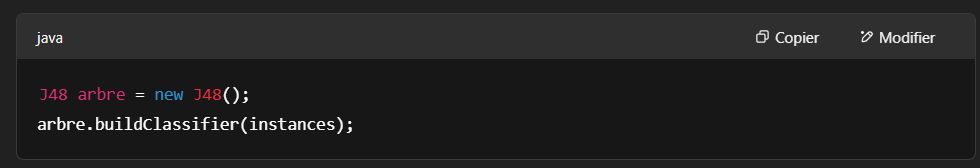 java
Copier
Modifier
J48 arbre = new J48();
arbre.buildClassifier(instances);